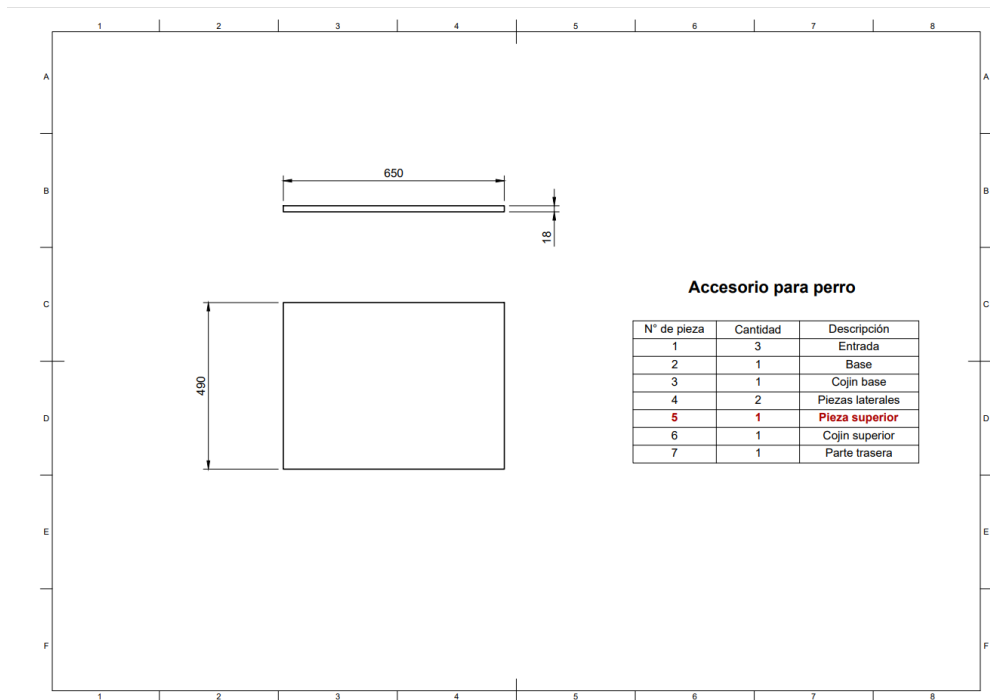 1 2 3 4 5 6 7 8
A A
650
B B
18
Accesorio para perro
C C
N° de pieza Cantidad Descripción
1 3 Entrada
2 1 Base
3 1 Cojin base
490
4 2 Piezas laterales
D D
5 1 Pieza superior
6 1 Cojin superior
7 1 Parte trasera
E E
F F
1 2 3 4 5 6 7 8